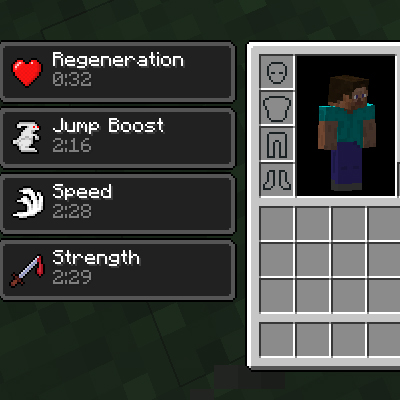 Regeneration
0:32
Jump Boost
2:16
Speed
2:28
Strength
2:29